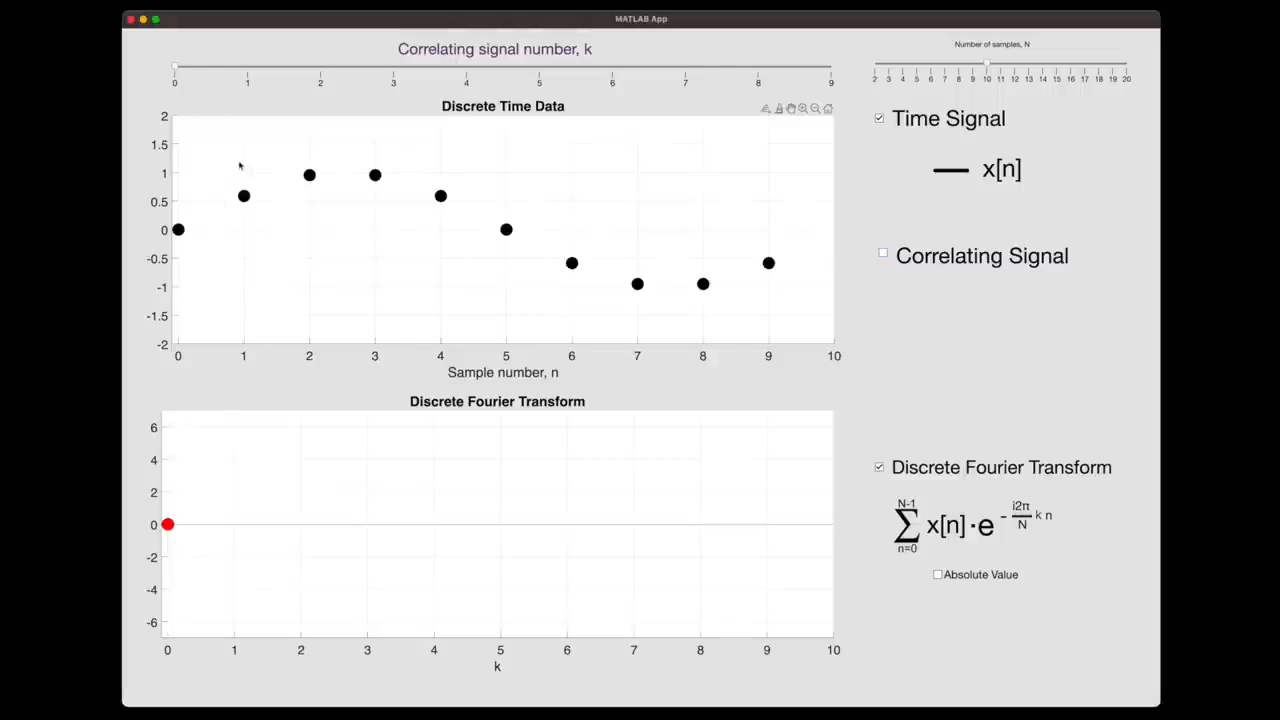 MATLAB App
Correlating signal number, k
0 1 2 3 4 5 6 7 8 9
Number of samples, N
2 3 4 5 6 7 8 9 10 11 12 13 14 15 16 17 18 19 20
Discrete Time Data
2
1.5
1
0.5
0
-0.5
-1
-1.5
-2
0 1 2 3 4 5 6 7 8 9 10
Sample number, n
Time Signal
x[n]
Correlating Signal
Discrete Fourier Transform
6
4
2
0
-2
-4
-6
0 1 2 3 4 5 6 7 8 9 10
k
Discrete Fourier Transform
N-1
∑ x[n]·e
n=0
- i2π
N
k n
Absolute Value